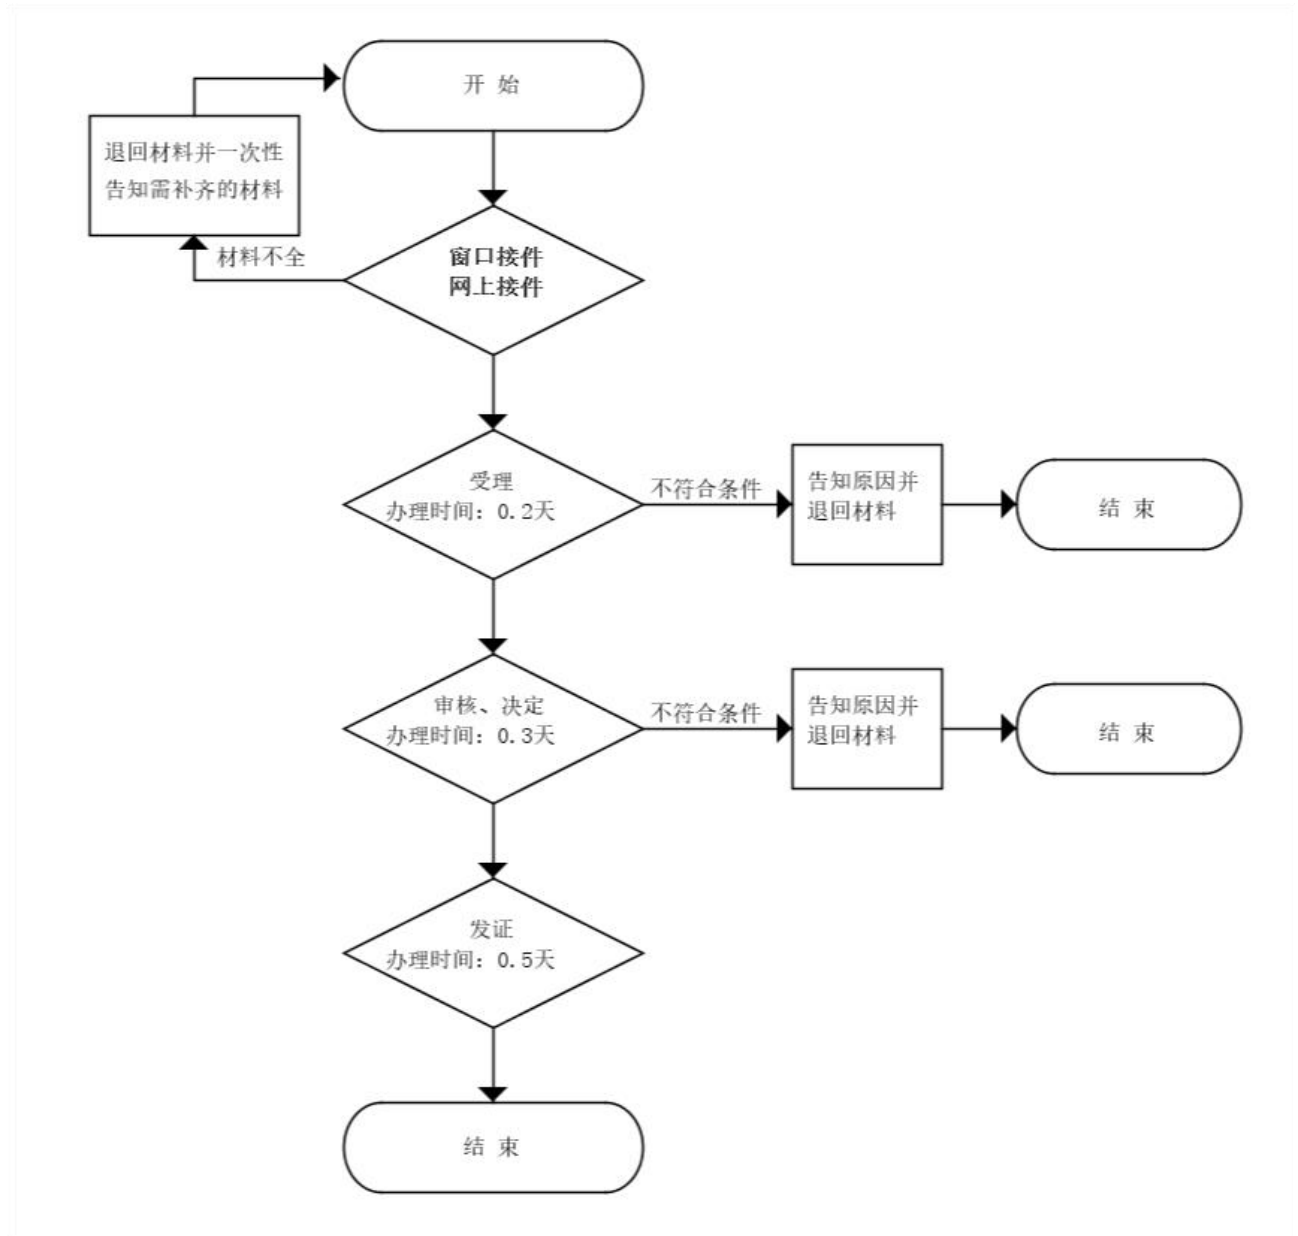 开 始
退回材料并一次性
告知需补齐的材料
材料不全
窗口接件
网上接件
受理
办理时间：0.2天
不符合条件
告知原因并
退回材料
结 束
审核、决定
办理时间：0.3天
不符合条件
告知原因并
退回材料
结 束
发证
办理时间：0.5天
结 束